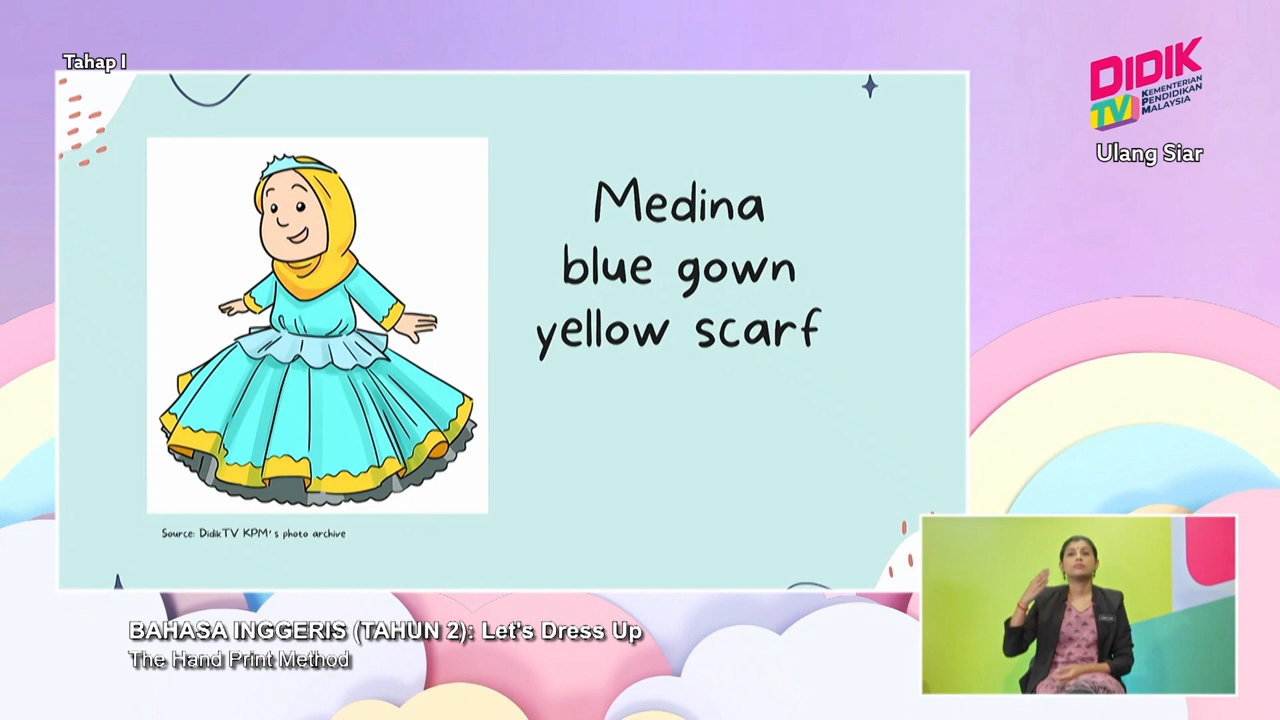 Tahap 1
DIDIK
TV
KEMENTERIAN
PENDIDIKAN
MALAYSIA
Ulang Siar
Medina
blue gown
yellow scarf
Source: DidikTV KPM's photo archive
BAHASA INGGERIS (TAHUN 2): Let's Dress Up
The Hand Print Method